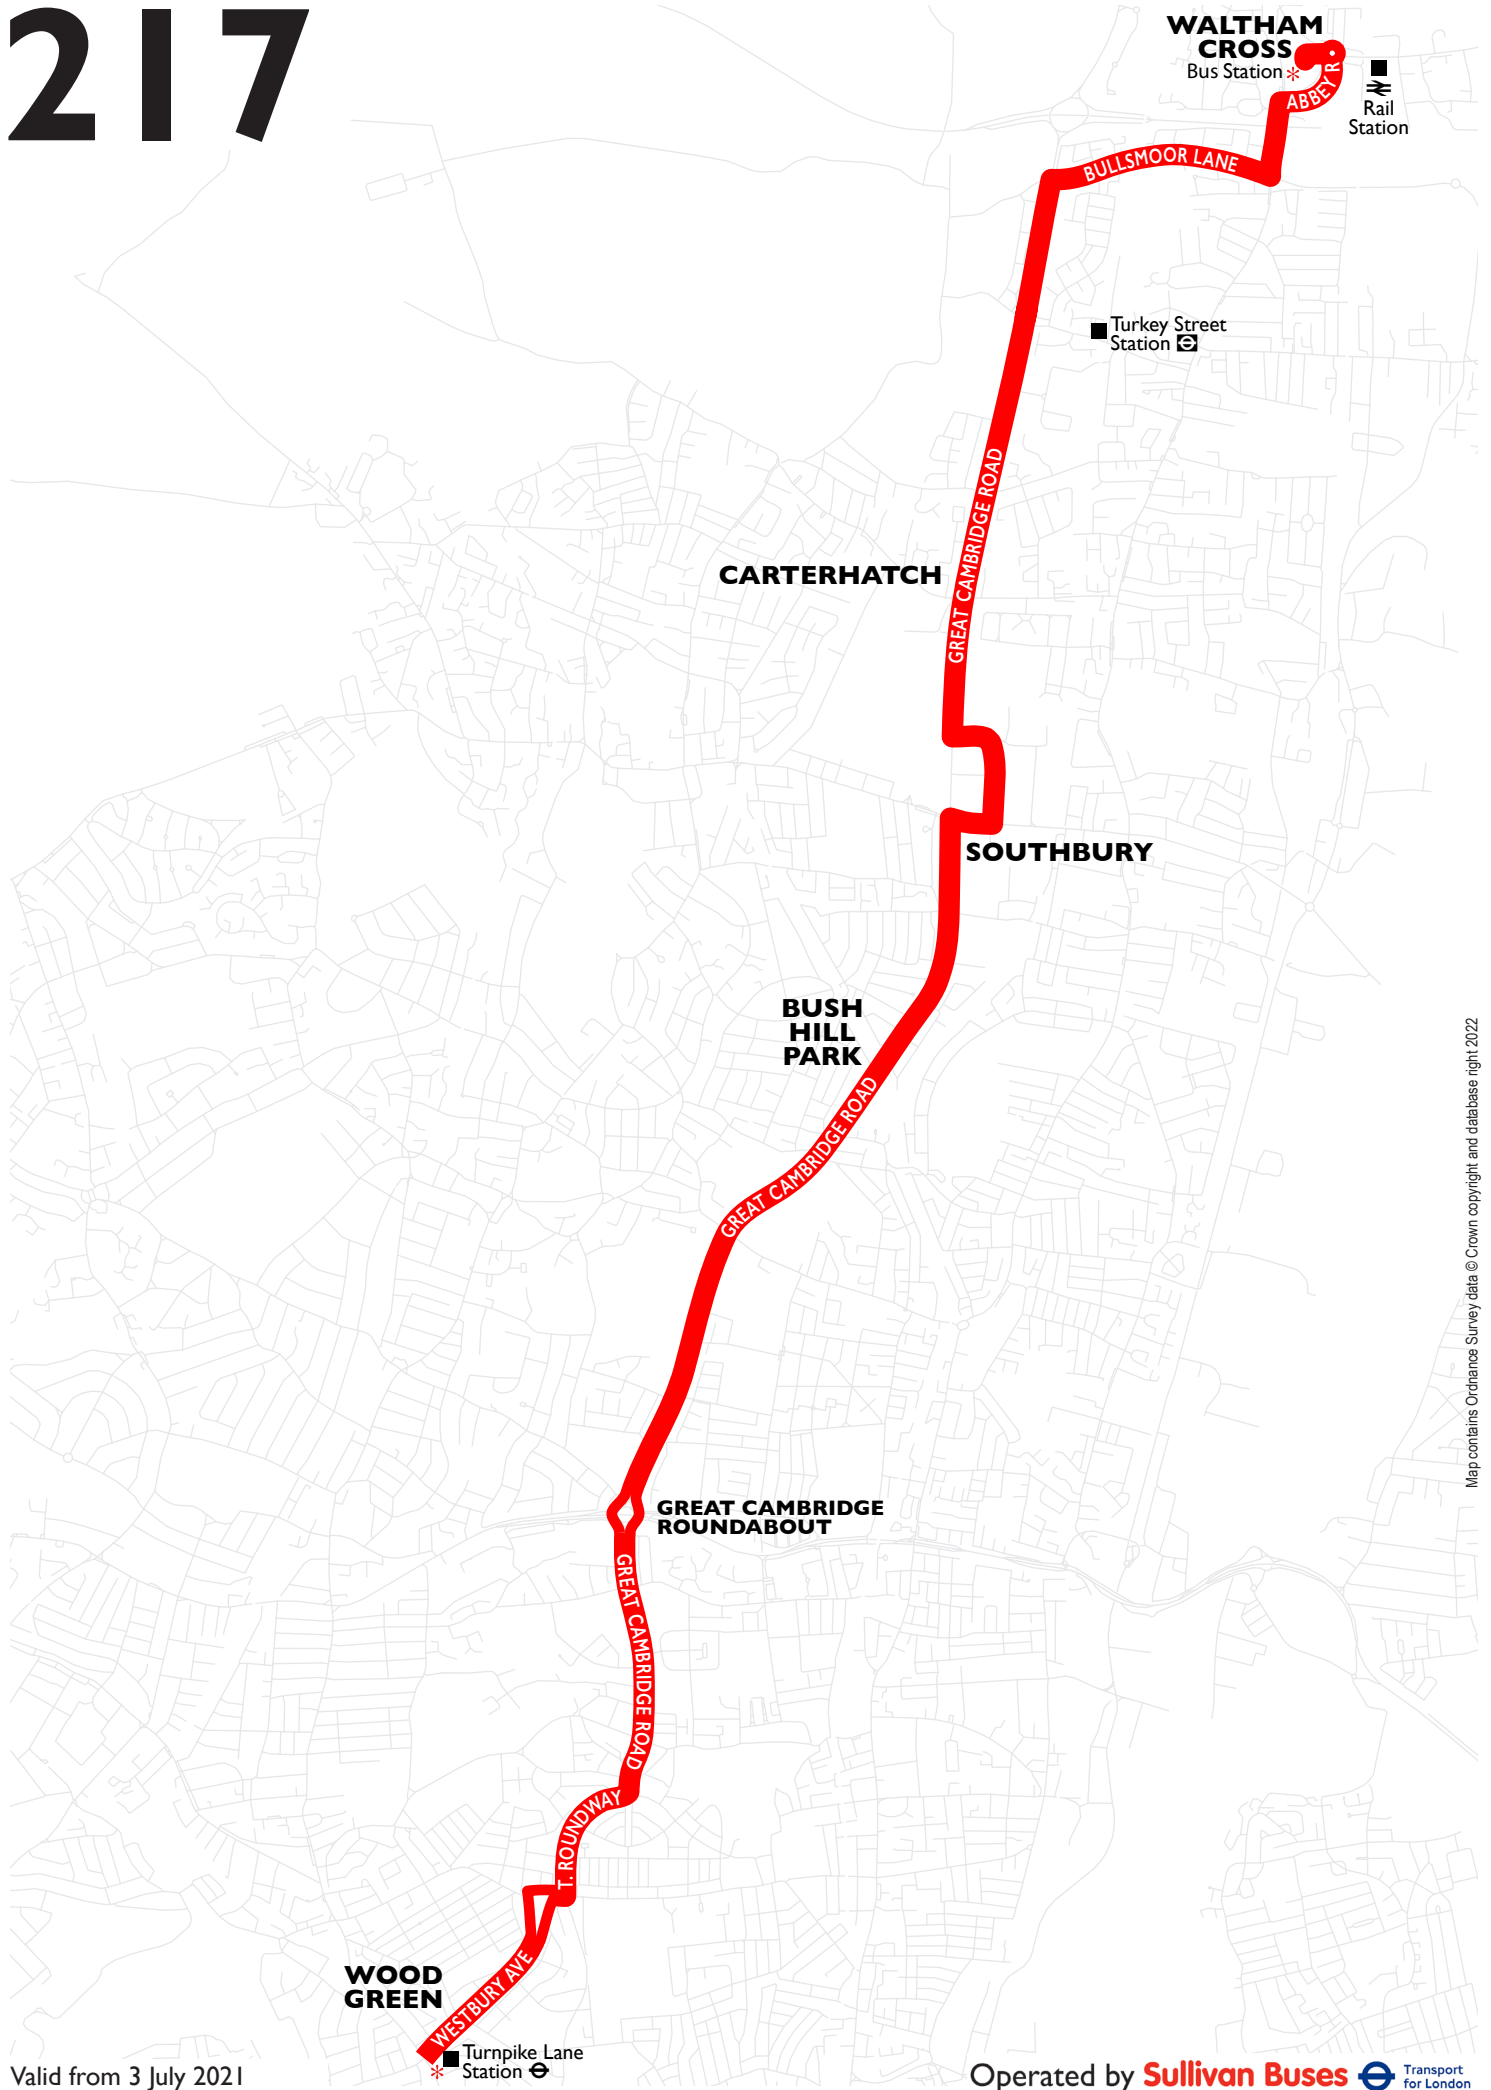 217
WALTHAM
CROSS
Bus Station *
ABBEY R
Rail
Station
BULLSMOOR LANE
Turkey Street
Station
GREAT CAMBRIDGE ROAD
CARTERHATCH
SOUTHBURY
BUSH
HILL
PARK
GREAT CAMBRIDGE ROAD
GREAT CAMBRIDGE
ROUNDABOUT
GREAT CAMBRIDGE ROAD
T. ROUNDWAY
WESTBURY AVE
WOOD
GREEN
Turnpike Lane
* Station
Map contains Ordnance Survey data © Crown copyright and database right 2022
Valid from 3 July 2021
Operated by Sullivan Buses
Transport
for London